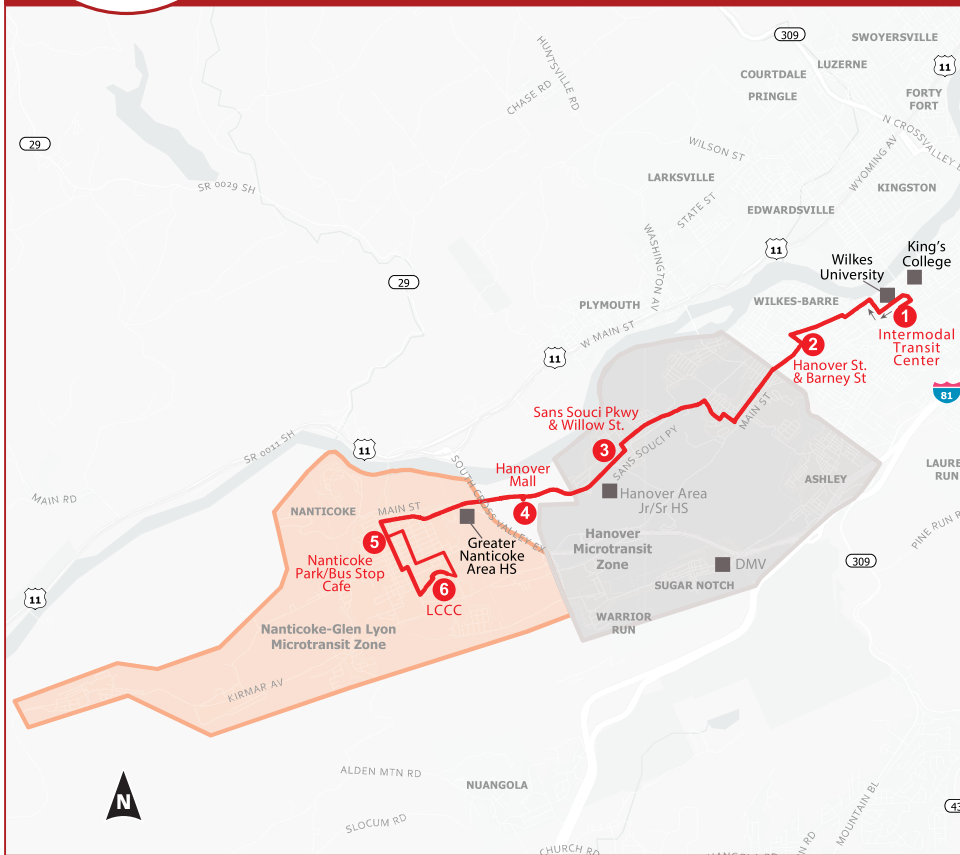 309
SWOYERSVILLE
LUZERNE
11
COURTDALE
PRINGLE
FORTY
FORT
HUNTSVILLE RD
CHASE RD
N CROSSVALLEY E
29
WILSON ST
WYOMING AV
SR 0029 SH
LARKSVILLE
KINGSTON
STATE ST
EDWARDSVILLE
WASHINGTON AV
11
King's
College
Wilkes
University
29
PLYMOUTH
WILKES-BARRE
1
Intermodal
Transit
Center
W MAIN ST
2
Hanover St.
& Barney St
11
81
Sans Souci Pkwy
& Willow St.
MAIN ST
3
SANS SOUCI PY
SR 0011 SH
11
Hanover
Mall
SOUTH CROSS VALLEY EX
LAURE
RUN
ASHLEY
MAIN RD
Hanover Area
Jr/Sr HS
NANTICOKE
MAIN ST
4
5
Greater
Nanticoke
Area HS
Hanover
Microtransit
Zone
PINE RUN R
Nanticoke
Park/Bus Stop
Cafe
309
DMV
6
LCCC
SUGAR NOTCH
11
WARRIOR
RUN
Nanticoke-Glen Lyon
Microtransit Zone
KIRMAR AV
ALDEN MTN RD
NUANGOLA
N
SLOCUM RD
MOUNTAIN BL
43
CHURCH RD
RD